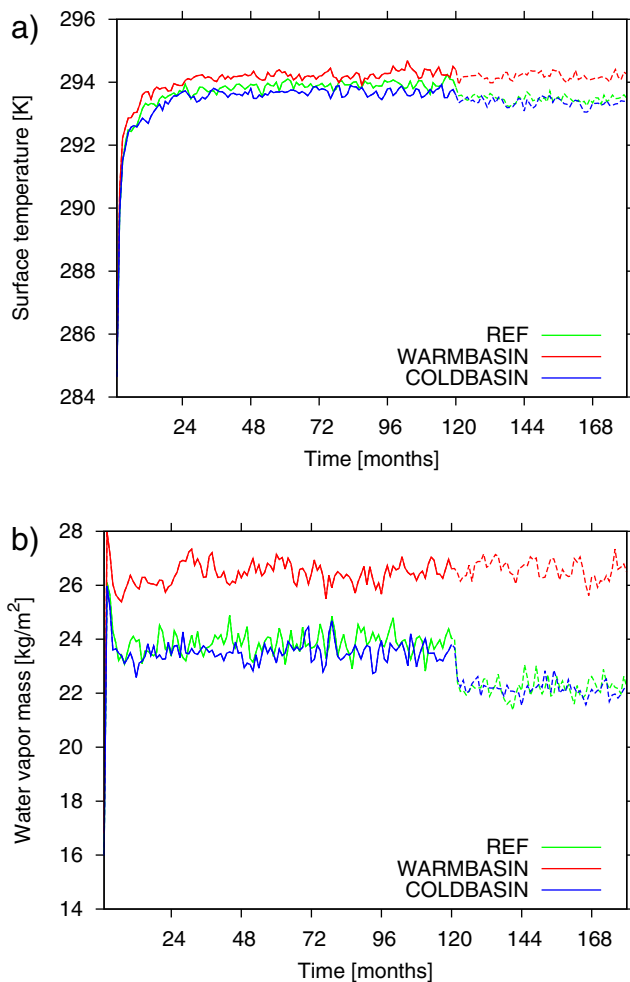 a)
296
294
292
290
288
286
284
Surface temperature [K]
REF
WARMBASIN
COLDBASIN
24 48 72 96 120 144 168
Time [months]
b)
28
26
24
22
20
18
16
14
Water vapor mass [kg/m²]
REF
WARMBASIN
COLDBASIN
24 48 72 96 120 144 168
Time [months]